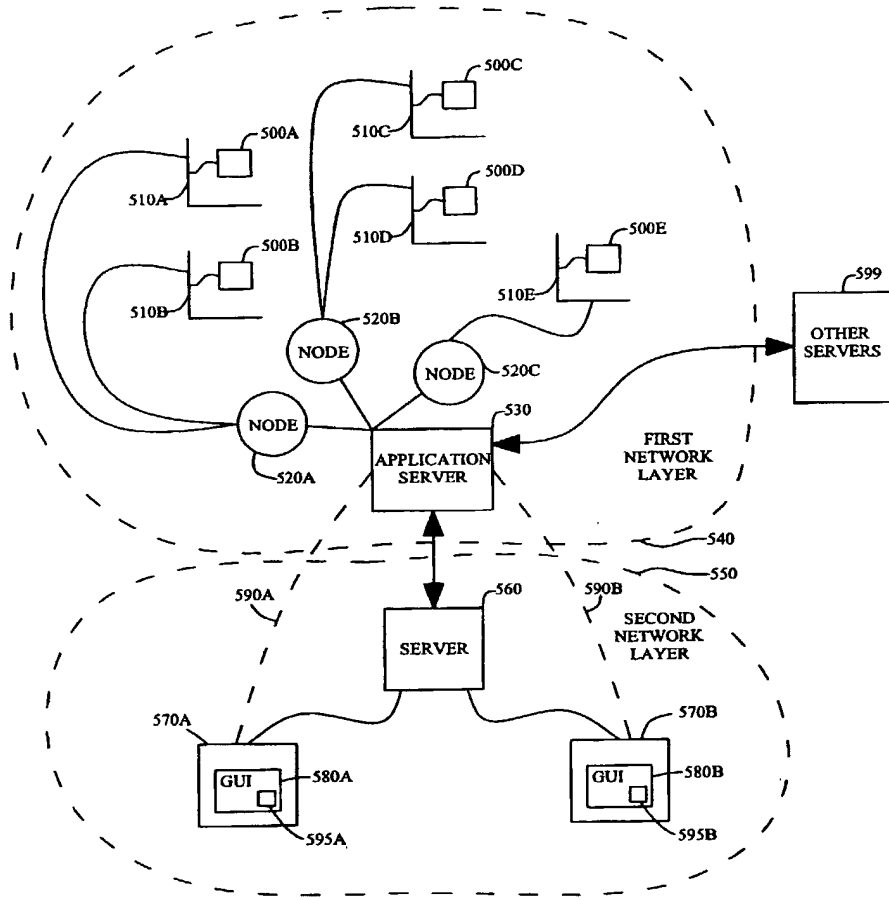 500C
510C
500A
510A
500D
510D
500B
510B
500E
510E
599
OTHER
SERVERS
520B
NODE
NODE
520C
NODE
520A
530
APPLICATION
SERVER
FIRST
NETWORK
LAYER
540
550
590A
560
590B
SERVER
SECOND
NETWORK
LAYER
570A
570B
GUI
580A
GUI
580B
595A
595B